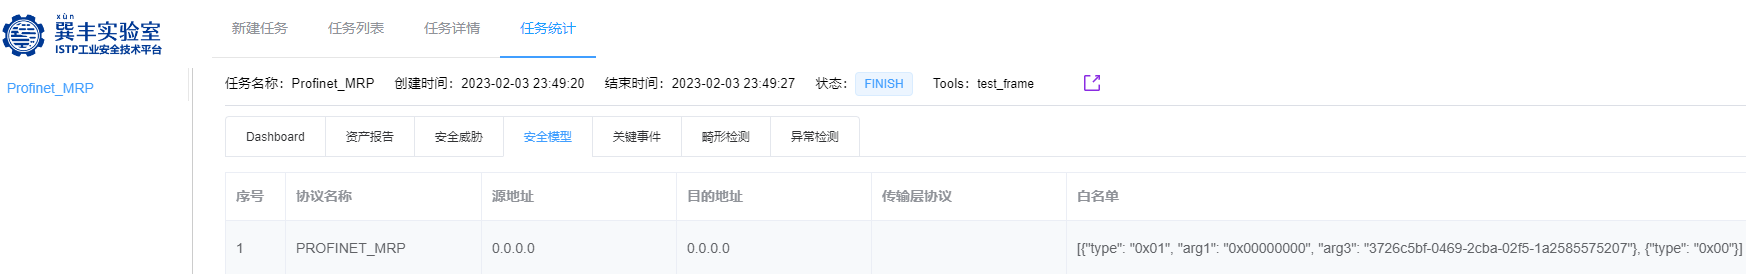 xùn
巽丰实验室
ISTP工业安全技术平台
新建任务 任务列表 任务详情 任务统计
Profinet_MRP
任务名称：Profinet_MRP 创建时间：2023-02-03 23:49:20 结束时间：2023-02-03 23:49:27 状态： FINISH Tools：test_frame
Dashboard 资产报告 安全威胁 安全模型 关键事件 畸形检测 异常检测
序号 协议名称 源地址 目的地址 传输层协议 白名单
1 PROFINET_MRP 0.0.0.0 0.0.0.0 [{"type": "0x01", "arg1": "0x00000000", "arg3": "3726c5bf-0469-2cba-02f5-1a2585575207"}, {"type": "0x00"}]